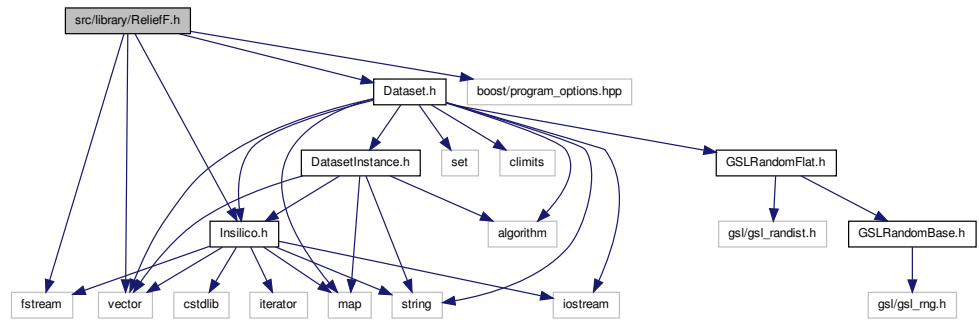 src/library/ReliefF.h
Dataset.h
boost/program_options.hpp
DatasetInstance.h
set
climits
GSLRandomFlat.h
Insilico.h
algorithm
gsl/gsl_randist.h
GSLRandomBase.h
fstream
vector
cstdlib
iterator
map
string
iostream
gsl/gsl_rng.h